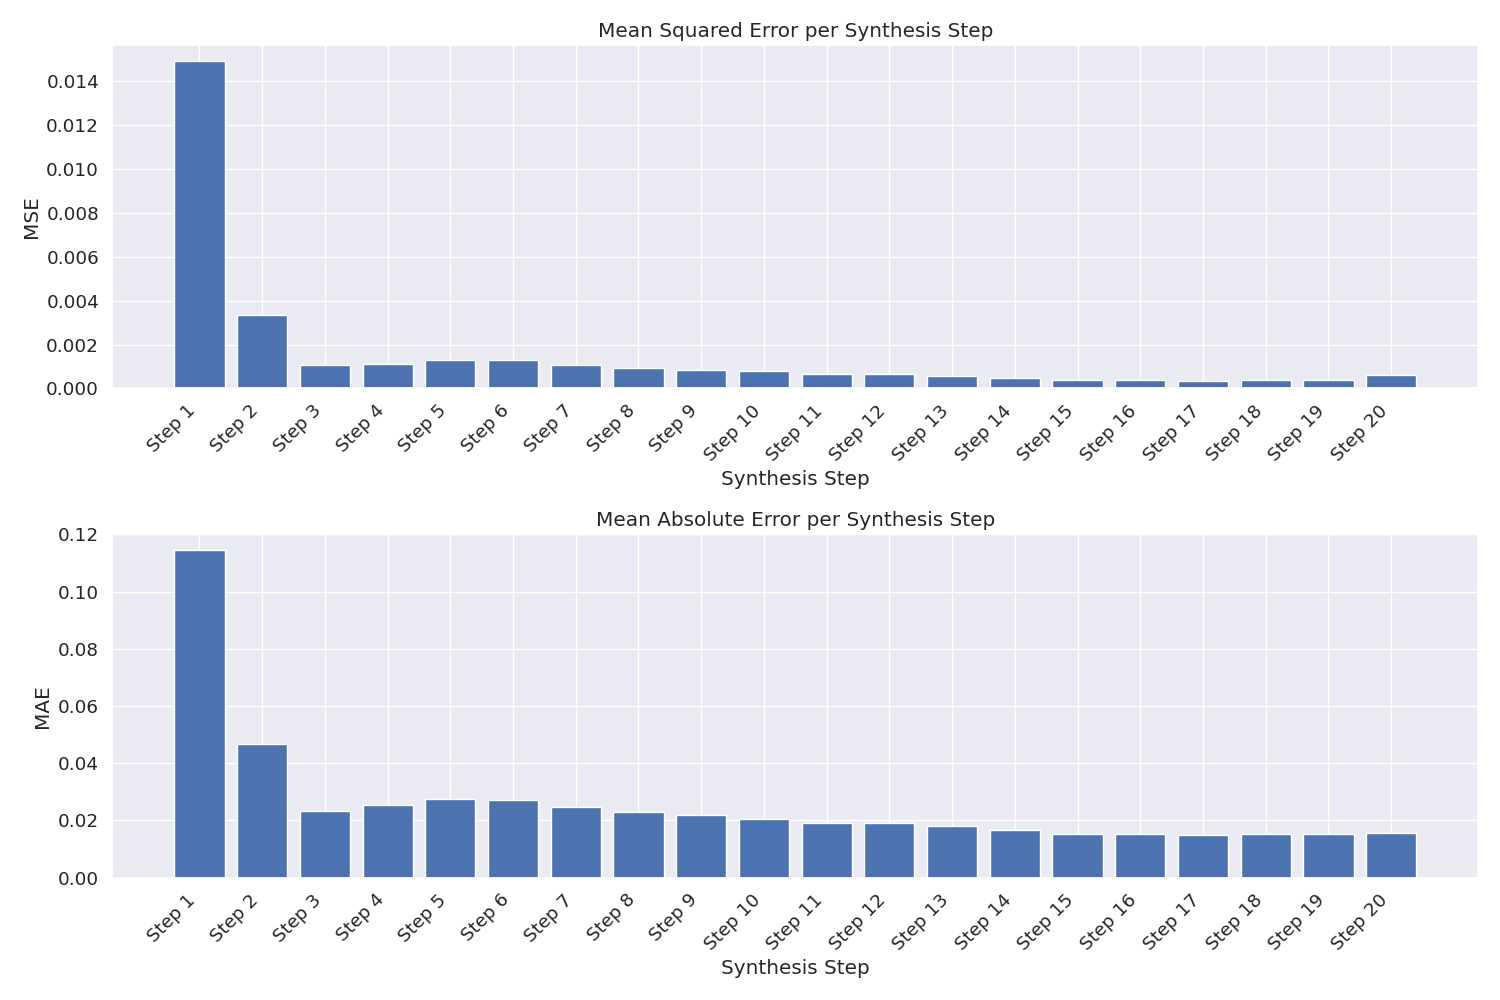 Mean Squared Error per Synthesis Step
MSE
0.014
0.012
0.010
0.008
0.006
0.004
0.002
0.000
Step 1 Step 2 Step 3 Step 4 Step 5 Step 6 Step 7 Step 8 Step 9 Step 10 Step 11 Step 12 Step 13 Step 14 Step 15 Step 16 Step 17 Step 18 Step 19 Step 20
Synthesis Step
Mean Absolute Error per Synthesis Step
MAE
0.12
0.10
0.08
0.06
0.04
0.02
0.00
Step 1 Step 2 Step 3 Step 4 Step 5 Step 6 Step 7 Step 8 Step 9 Step 10 Step 11 Step 12 Step 13 Step 14 Step 15 Step 16 Step 17 Step 18 Step 19 Step 20
Synthesis Step